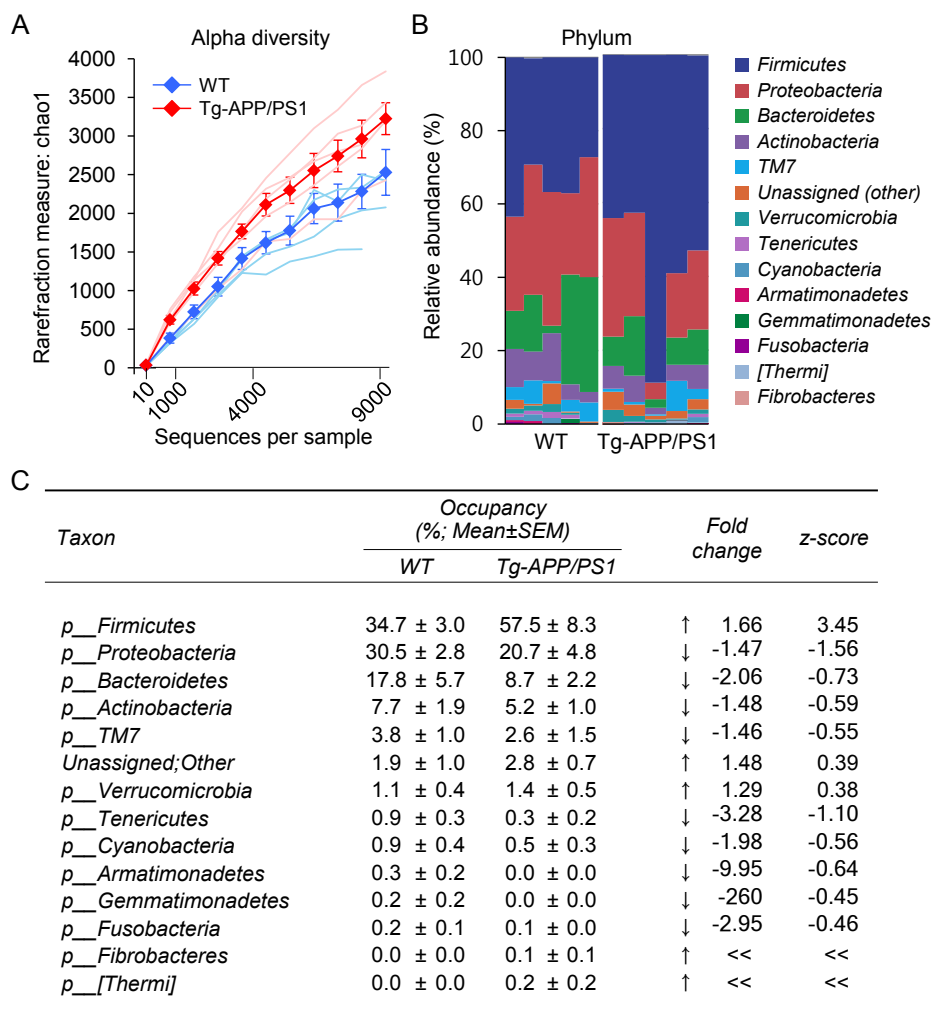 A
Alpha diversity
Rarefraction measure: chao1
4000
3500
3000
2500
2000
1500
1000
500
0
WT
Tg-APP/PS1
10
1000
4000
9000
Sequences per sample
B
Phylum
Relative abundance (%)
100
80
60
40
20
0
WT
Tg-APP/PS1
Firmicutes
Proteobacteria
Bacteroidetes
Actinobacteria
TM7
Unassigned (other)
Verrucomicrobia
Tenericutes
Cyanobacteria
Armatimonadetes
Gemmatimonadetes
Fusobacteria
[Thermi]
Fibrobacteres
C
Taxon
Occupancy
(%; Mean±SEM)
WT Tg-APP/PS1
Fold
change
z-score
p__Firmicutes 34.7 ± 3.0 57.5 ± 8.3 ↑ 1.66 3.45
p__Proteobacteria 30.5 ± 2.8 20.7 ± 4.8 ↓ -1.47 -1.56
p__Bacteroidetes 17.8 ± 5.7 8.7 ± 2.2 ↓ -2.06 -0.73
p__Actinobacteria 7.7 ± 1.9 5.2 ± 1.0 ↓ -1.48 -0.59
p__TM7 3.8 ± 1.0 2.6 ± 1.5 ↓ -1.46 -0.55
Unassigned;Other 1.9 ± 1.0 2.8 ± 0.7 ↑ 1.48 0.39
p__Verrucomicrobia 1.1 ± 0.4 1.4 ± 0.5 ↑ 1.29 0.38
p__Tenericutes 0.9 ± 0.3 0.3 ± 0.2 ↓ -3.28 -1.10
p__Cyanobacteria 0.9 ± 0.4 0.5 ± 0.3 ↓ -1.98 -0.56
p__Armatimonadetes 0.3 ± 0.2 0.0 ± 0.0 ↓ -9.95 -0.64
p__Gemmatimonadetes 0.2 ± 0.2 0.0 ± 0.0 ↓ -260 -0.45
p__Fusobacteria 0.2 ± 0.1 0.1 ± 0.0 ↓ -2.95 -0.46
p__Fibrobacteres 0.0 ± 0.0 0.1 ± 0.1 ↑ << <<
p__[Thermi] 0.0 ± 0.0 0.2 ± 0.2 ↑ << <<